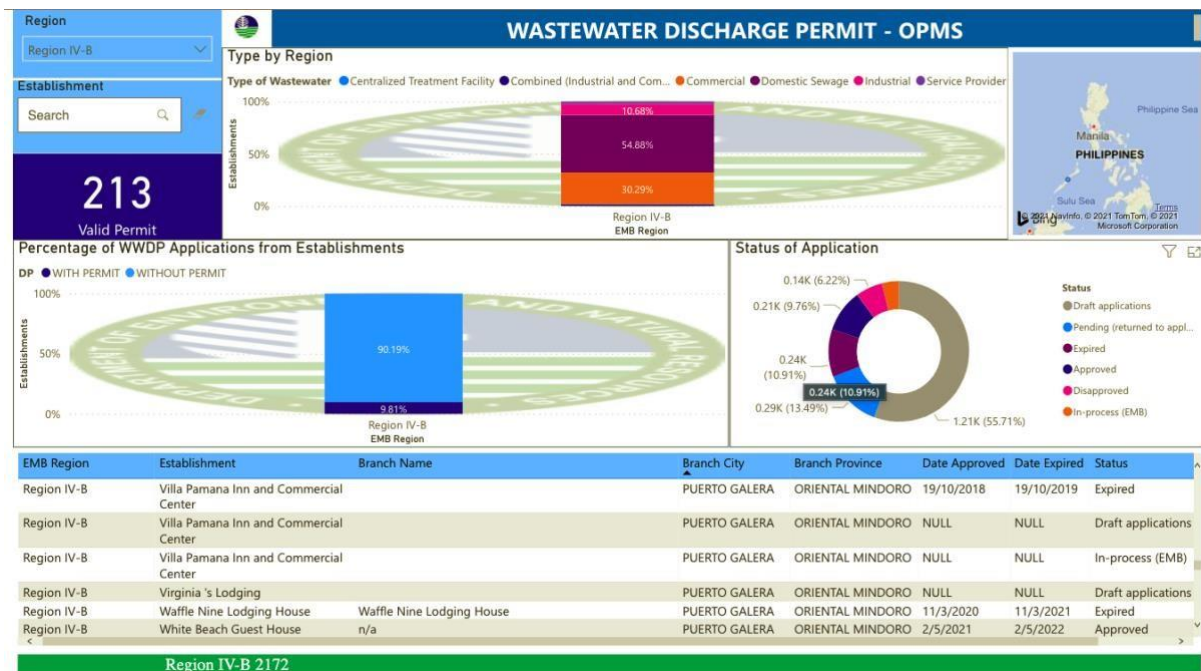 Region
Region IV-B
Establishment
Search
213
Valid Permit
WASTEWATER DISCHARGE PERMIT - OPMS
Type by Region
Type of Wastewater Centralized Treatment Facility Combined (Industrial and Com... Commercial Domestic Sewage Industrial Service Provider
Establishments
100%
50%
0%
10.68%
54.88%
30.29%
Region IV-B
EMB Region
Philippine Sea
Manila
PHILIPPINES
Sulu Sea
Terms
Bing
© 2021 NavInfo, © 2021 TomTom, © 2021
Microsoft Corporation
Percentage of WWDP Applications from Establishments
DP WITH PERMIT WITHOUT PERMIT
Establishments
100%
50%
0%
90.19%
9.81%
Region IV-B
EMB Region
Status of Application
0.14K (6.22%)
0.21K (9.76%)
0.24K
(10.91%)
0.24K (10.91%)
0.29K (13.49%)
1.21K (55.71%)
Status
Draft applications
Pending (returned to appl...
Expired
Approved
Disapproved
In-process (EMB)
EMB Region Establishment Branch Name Branch City Branch Province Date Approved Date Expired Status
Region IV-B Villa Pamana Inn and Commercial PUERTO GALERA ORIENTAL MINDORO 19/10/2018 19/10/2019 Expired
Center
Region IV-B Villa Pamana Inn and Commercial PUERTO GALERA ORIENTAL MINDORO NULL NULL Draft applications
Center
Region IV-B Villa Pamana Inn and Commercial PUERTO GALERA ORIENTAL MINDORO NULL NULL In-process (EMB)
Center
Region IV-B Virginia 's Lodging PUERTO GALERA ORIENTAL MINDORO NULL NULL Draft applications
Region IV-B Waffle Nine Lodging House Waffle Nine Lodging House PUERTO GALERA ORIENTAL MINDORO 11/3/2020 11/3/2021 Expired
Region IV-B White Beach Guest House n/a PUERTO GALERA ORIENTAL MINDORO 2/5/2021 2/5/2022 Approved
Region IV-B 2172